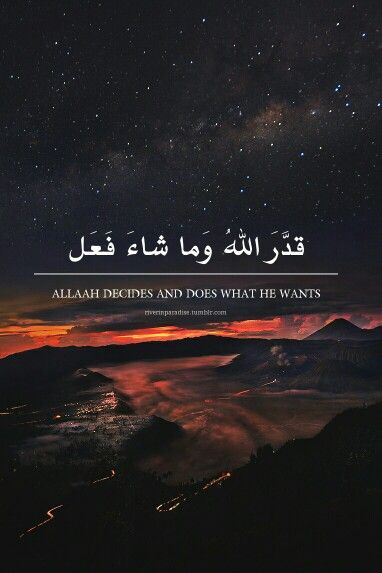 قدَّرَ اللهُ وَما شاءَ فَعَل
ALLAAH DECIDES AND DOES WHAT HE WANTS
riverinparadise.tumblr.com